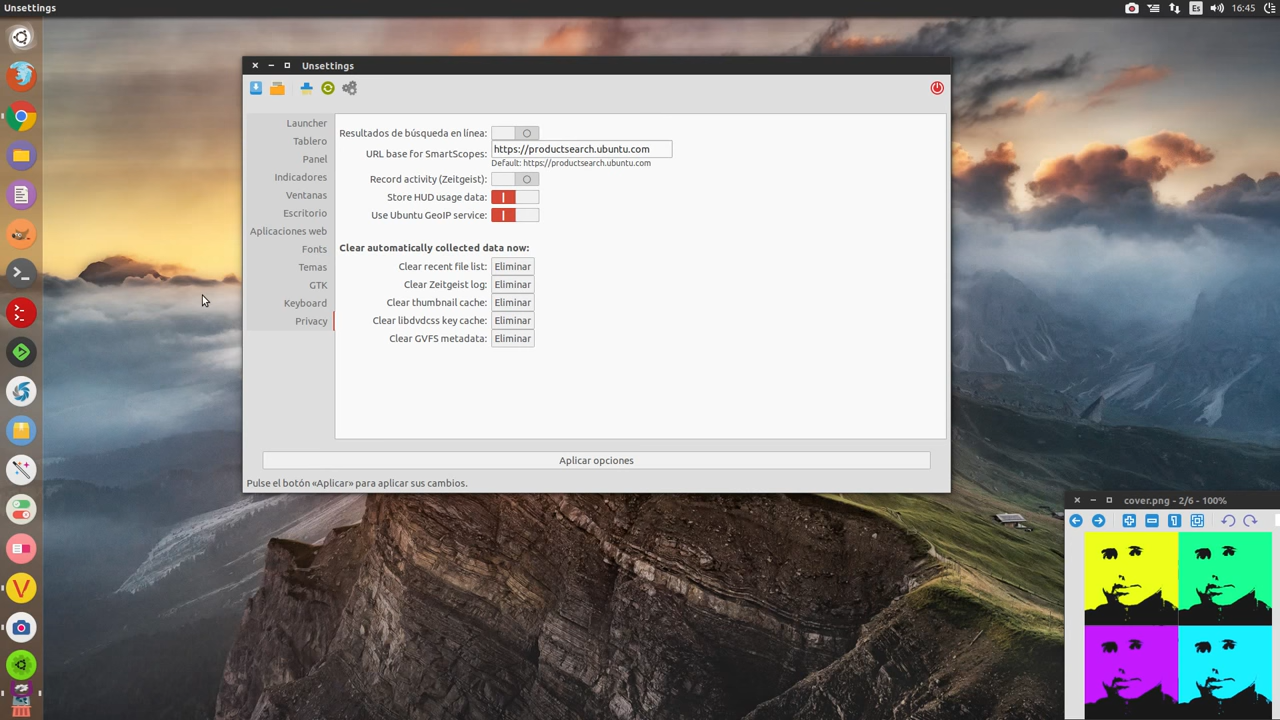 Unsettings
Es
16:45
Unsettings
Launcher
Tablero
Panel
Indicadores
Ventanas
Escritorio
Aplicaciones web
Fonts
Temas
GTK
Keyboard
Privacy
Resultados de búsqueda en línea:
URL base for SmartScopes: https://productsearch.ubuntu.com
Default: https://productsearch.ubuntu.com
Record activity (Zeitgeist):
Store HUD usage data:
Use Ubuntu GeoIP service:
Clear automatically collected data now:
Clear recent file list: Eliminar
Clear Zeitgeist log: Eliminar
Clear thumbnail cache: Eliminar
Clear libdvdcss key cache: Eliminar
Clear GVFS metadata: Eliminar
Aplicar opciones
Pulse el botón «Aplicar» para aplicar sus cambios.
cover.png - 2/6 - 100%